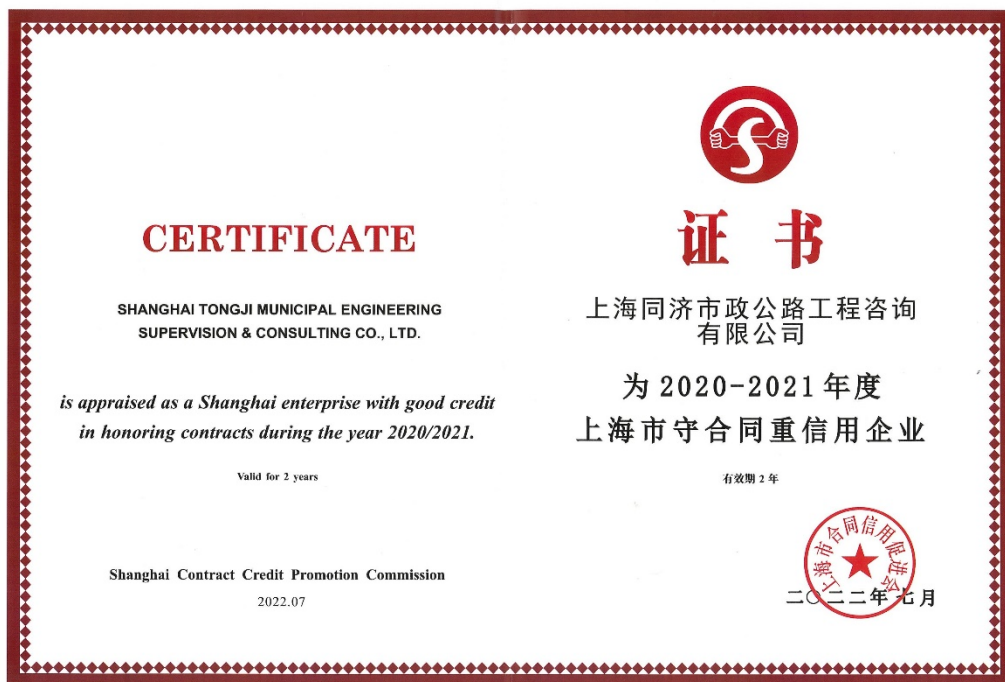 CERTIFICATE
SHANGHAI TONGJI MUNICIPAL ENGINEERING
SUPERVISION & CONSULTING CO., LTD.
is appraised as a Shanghai enterprise with good credit
in honoring contracts during the year 2020/2021.
Valid for 2 years
Shanghai Contract Credit Promotion Commission
2022.07
证书
上海同济市政公路工程咨询
有限公司
为2020-2021年度
上海市守合同重信用企业
有效期2年
上海市合同信用促进会
二〇二二年七月